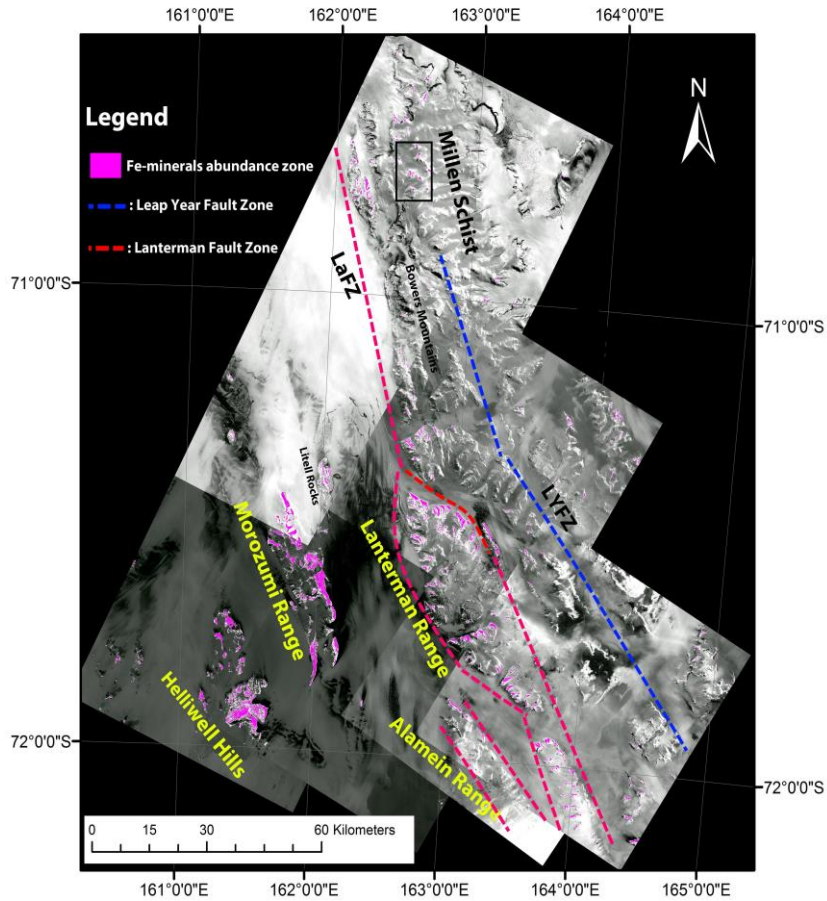 161°0'0"E 162°0'0"E 163°0'0"E 164°0'0"E
N
Legend
Fe-minerals abundance zone
: Leap Year Fault Zone
: Lanterman Fault Zone
Millen Schist
LaFZ
Bowers Mountains
71°0'0"S
71°0'0"S
Litell Rocks
LYFZ
Morozumi Range
Lanterman Range
Helliwell Hills
Alamein Range
72°0'0"S
72°0'0"S
0 15 30 60 Kilometers
161°0'0"E 162°0'0"E 163°0'0"E 164°0'0"E 165°0'0"E